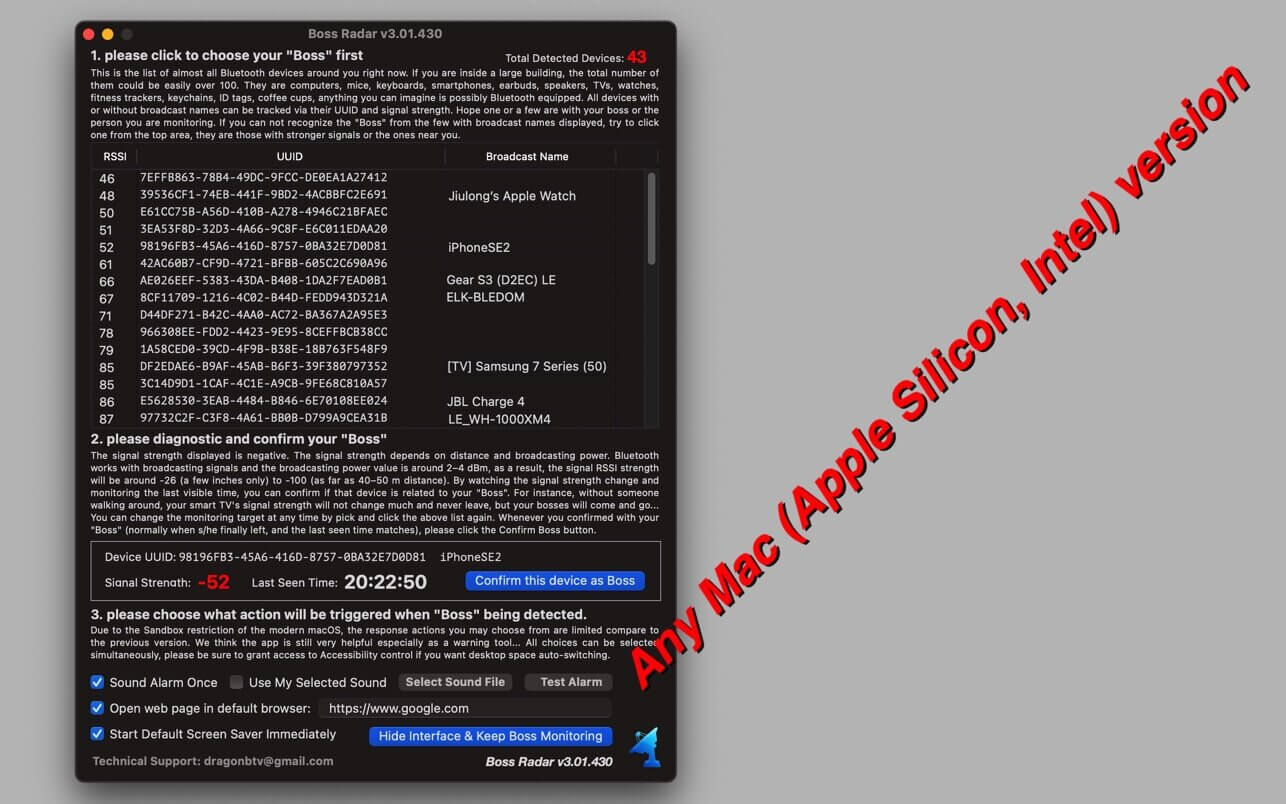 Boss Radar v3.01.430
1. please click to choose your "Boss" first
Total Detected Devices: 43
This is the list of almost all Bluetooth devices around you right now. If you are inside a large building, the total number of
them could be easily over 100. They are computers, mice, keyboards, smartphones, earbuds, speakers, TVs, watches,
fitness trackers, keychains, ID tags, coffee cups, anything you can imagine is possibly Bluetooth equipped. All devices with
or without broadcast names can be tracked via their UUID and signal strength. Hope one or a few are with your boss or the
person you are monitoring. If you can not recognize the "Boss" from the few with broadcast names displayed, try to click
one from the top area, they are those with stronger signals or the ones near you.
RSSI UUID Broadcast Name
46 7EFFB863-78B4-49DC-9FCC-DE0EA1A27412
48 39536CF1-74EB-441F-9BD2-4ACBBFC2E691 Jiulong’s Apple Watch
50 E61CC75B-A56D-410B-A278-4946C21BFAEC
51 3EA53F8D-32D3-4A66-9C8F-E6C011EDAA20
52 98196FB3-45A6-416D-8757-0BA32E7D0D81 iPhoneSE2
61 42AC60B7-CF9D-4721-BFBB-605C2C690A96
66 AE026EEF-5383-43DA-B408-1DA2F7EAD0B1 Gear S3 (D2EC) LE
67 8CF11709-1216-4C02-B44D-FEDD943D321A ELK-BLEDOM
71 D44DF271-B42C-4AA0-AC72-BA367A2A95E3
78 966308EE-FDD2-4423-9E95-8CEFFBCB38CC
79 1A58CED0-39CD-4F9B-B38E-18B763F548F9
85 DF2EDAE6-B9AF-45AB-B6F3-39F380797352 [TV] Samsung 7 Series (50)
85 3C14D9D1-1CAF-4C1E-A9CB-9FE68C810A57
86 E5628530-3EAB-4484-B846-6E70108EE024 JBL Charge 4
87 97732C2F-C3F8-4A61-BB0B-D799A9CEA31B LE_WH-1000XM4
2. please diagnostic and confirm your "Boss"
The signal strength displayed is negative. The signal strength depends on distance and broadcasting power. Bluetooth
works with broadcasting signals and the broadcasting power value is around 2–4 dBm, as a result, the signal RSSI strength
will be around -26 (a few inches only) to -100 (as far as 40–50 m distance). By watching the signal strength change and
monitoring the last visible time, you can confirm if that device is related to your "Boss". For instance, without someone
walking around, your smart TV's signal strength will not change much and never leave, but your bosses will come and go...
You can change the monitoring target at any time by pick and click the above list again. Whenever you confirmed with your
"Boss" (normally when s/he finally left, and the last seen time matches), please click the Confirm Boss button.
Device UUID: 98196FB3-45A6-416D-8757-0BA32E7D0D81 iPhoneSE2
Signal Strength: -52 Last Seen Time: 20:22:50 Confirm this device as Boss
3. please choose what action will be triggered when "Boss" being detected.
Due to the Sandbox restriction of the modern macOS, the response actions you may choose from are limited compare to
the previous version. We think the app is still very helpful especially as a warning tool... All choices can be selected
simultaneously, please be sure to grant access to Accessibility control if you want desktop space auto-switching.
Sound Alarm Once Use My Selected Sound Select Sound File Test Alarm
Open web page in default browser: https://www.google.com
Start Default Screen Saver Immediately Hide Interface & Keep Boss Monitoring
Technical Support: dragonbtv@gmail.com Boss Radar v3.01.430
Any Mac (Apple Silicon, Intel) version